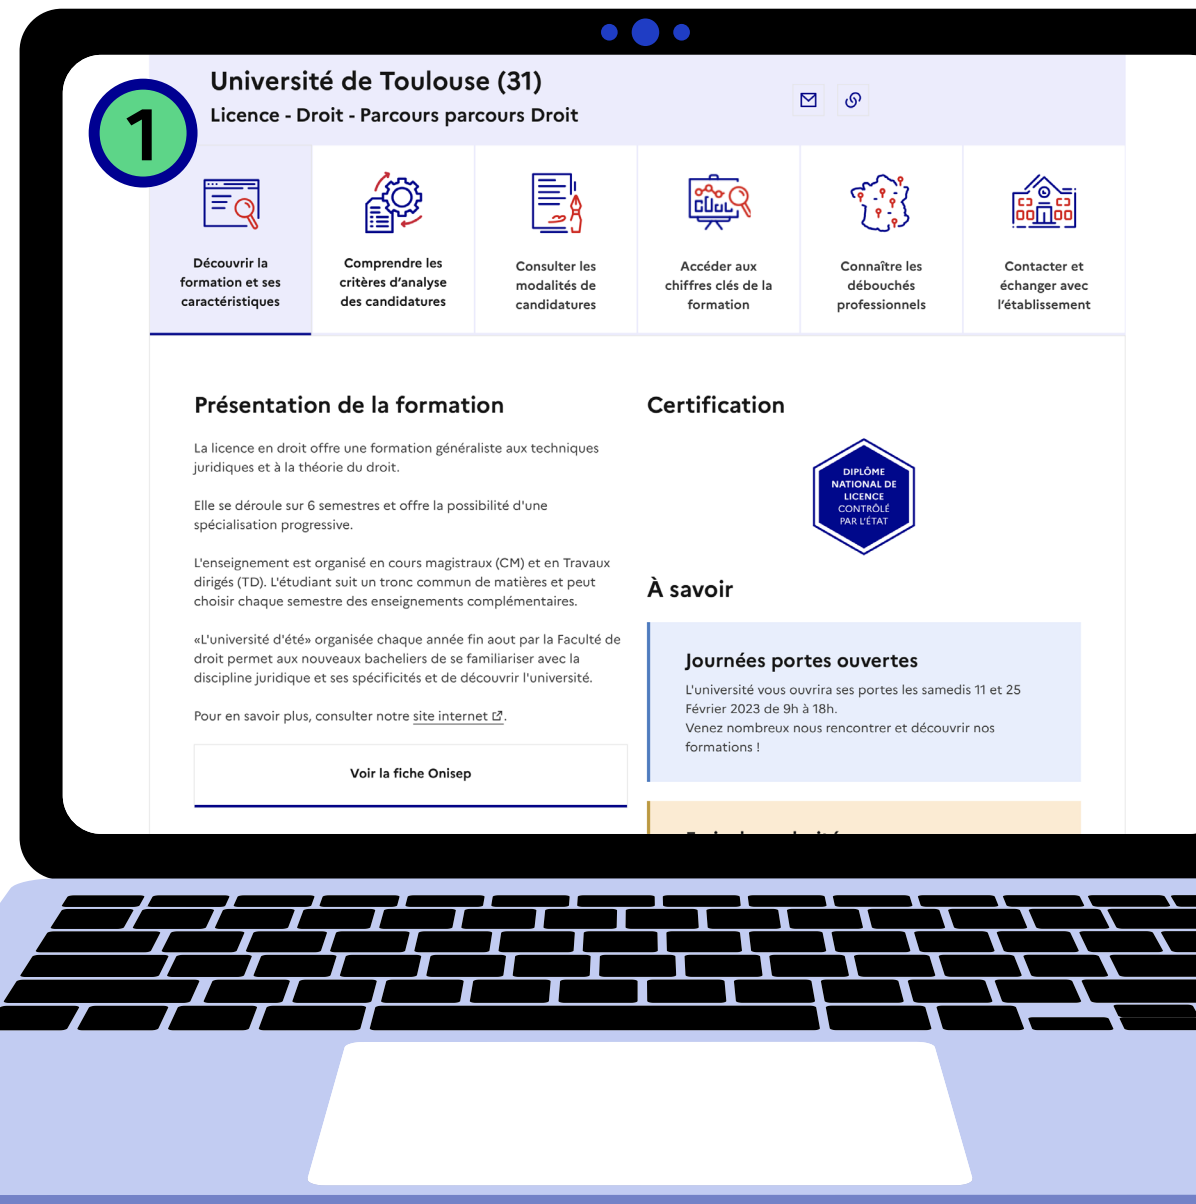 Université de Toulouse (31)
Licence - Droit - Parcours parcours Droit
1
Découvrir la
formation et ses
caractéristiques
Comprendre les
critères d’analyse
des candidatures
Consulter les
modalités de
candidatures
Accéder aux
chiffres clés de la
formation
Connaître les
débouchés
professionnels
Contacter et
échanger avec
l’établissement
Présentation de la formation
La licence en droit offre une formation généraliste aux techniques
juridiques et à la théorie du droit.
Elle se déroule sur 6 semestres et offre la possibilité d'une
spécialisation progressive.
L'enseignement est organisé en cours magistraux (CM) et en Travaux
dirigés (TD). L'étudiant suit un tronc commun de matières et peut
choisir chaque semestre des enseignements complémentaires.
«L'université d'été» organisée chaque année fin aout par la Faculté de
droit permet aux nouveaux bacheliers de se familiariser avec la
discipline juridique et ses spécificités et de découvrir l'université.
Pour en savoir plus, consulter notre site internet.
Voir la fiche Onisep
Certification
DIPLÔME
NATIONAL DE
LICENCE
CONTRÔLÉ
PAR L'ÉTAT
À savoir
Journées portes ouvertes
L'université vous ouvrira ses portes les samedis 11 et 25
Février 2023 de 9h à 18h.
Venez nombreux nous rencontrer et découvrir nos
formations !